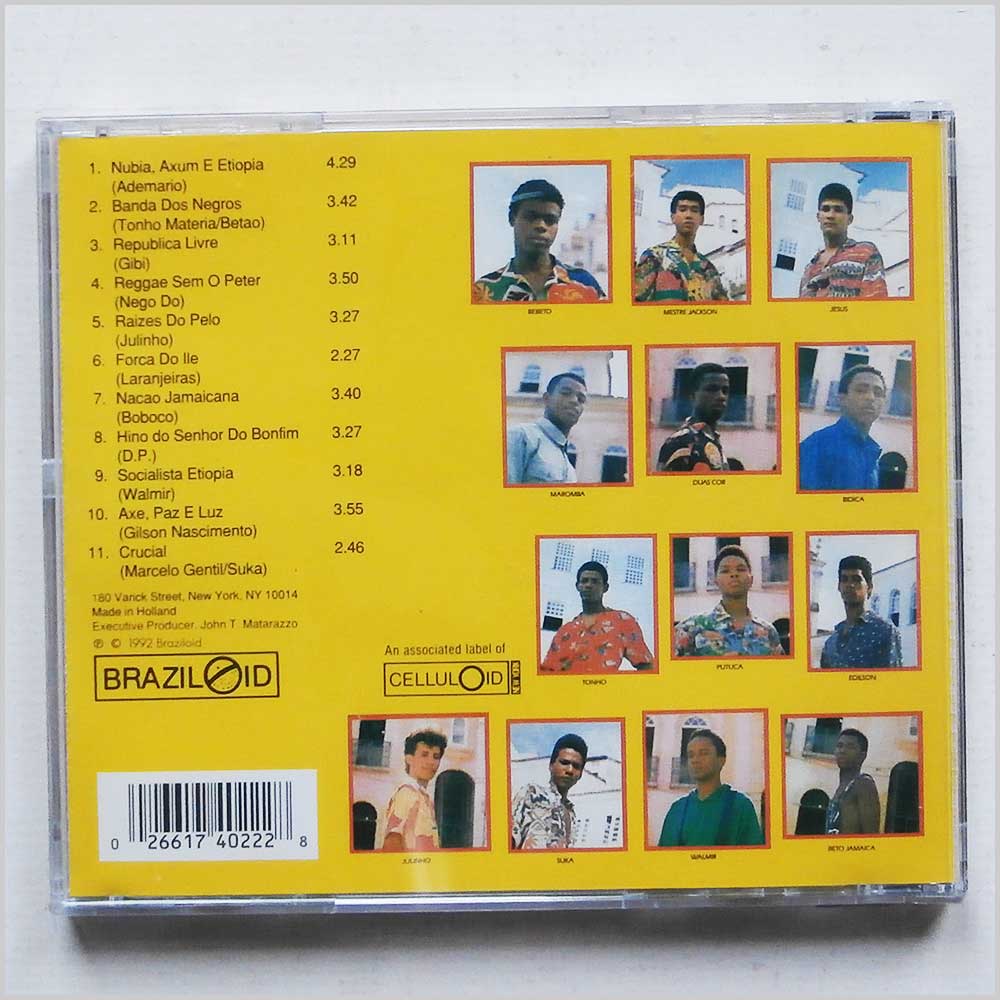 1. Nubia, Axum E Etiopia 4.29
(Ademario)
2. Banda Dos Negros 3.42
(Tonho Materia/Betao)
3. Republica Livre 3.11
(Gibi)
4. Reggae Sem O Peter 3.50
(Nego Do)
5. Raizes Do Pelo 3.27
(Julinho)
6. Forca Do Ile 2.27
(Laranjeiras)
7. Nacao Jamaicana 3.40
(Boboco)
8. Hino do Senhor Do Bonfim 3.27
(D.P.)
9. Socialista Etiopia 3.18
(Walmir)
10. Axe, Paz E Luz 3.55
(Gilson Nascimento)
11. Crucial 2.46
(Marcelo Gentil/Suka)
180 Varick Street, New York, NY 10014
Made in Holland
Executive Producer. John T. Matarazzo
℗ © 1992 Braziloid
BRAZILOID
An associated label of
CELLULOID
0 26617 40222 8
BEBETO
MESTRE JACKSON
JESUS
MAROMBA
DUAS COR
BIDICA
TONHO
PUTUCA
EDILSON
JULINHO
SUKA
WALMIR
BETO JAMAICA